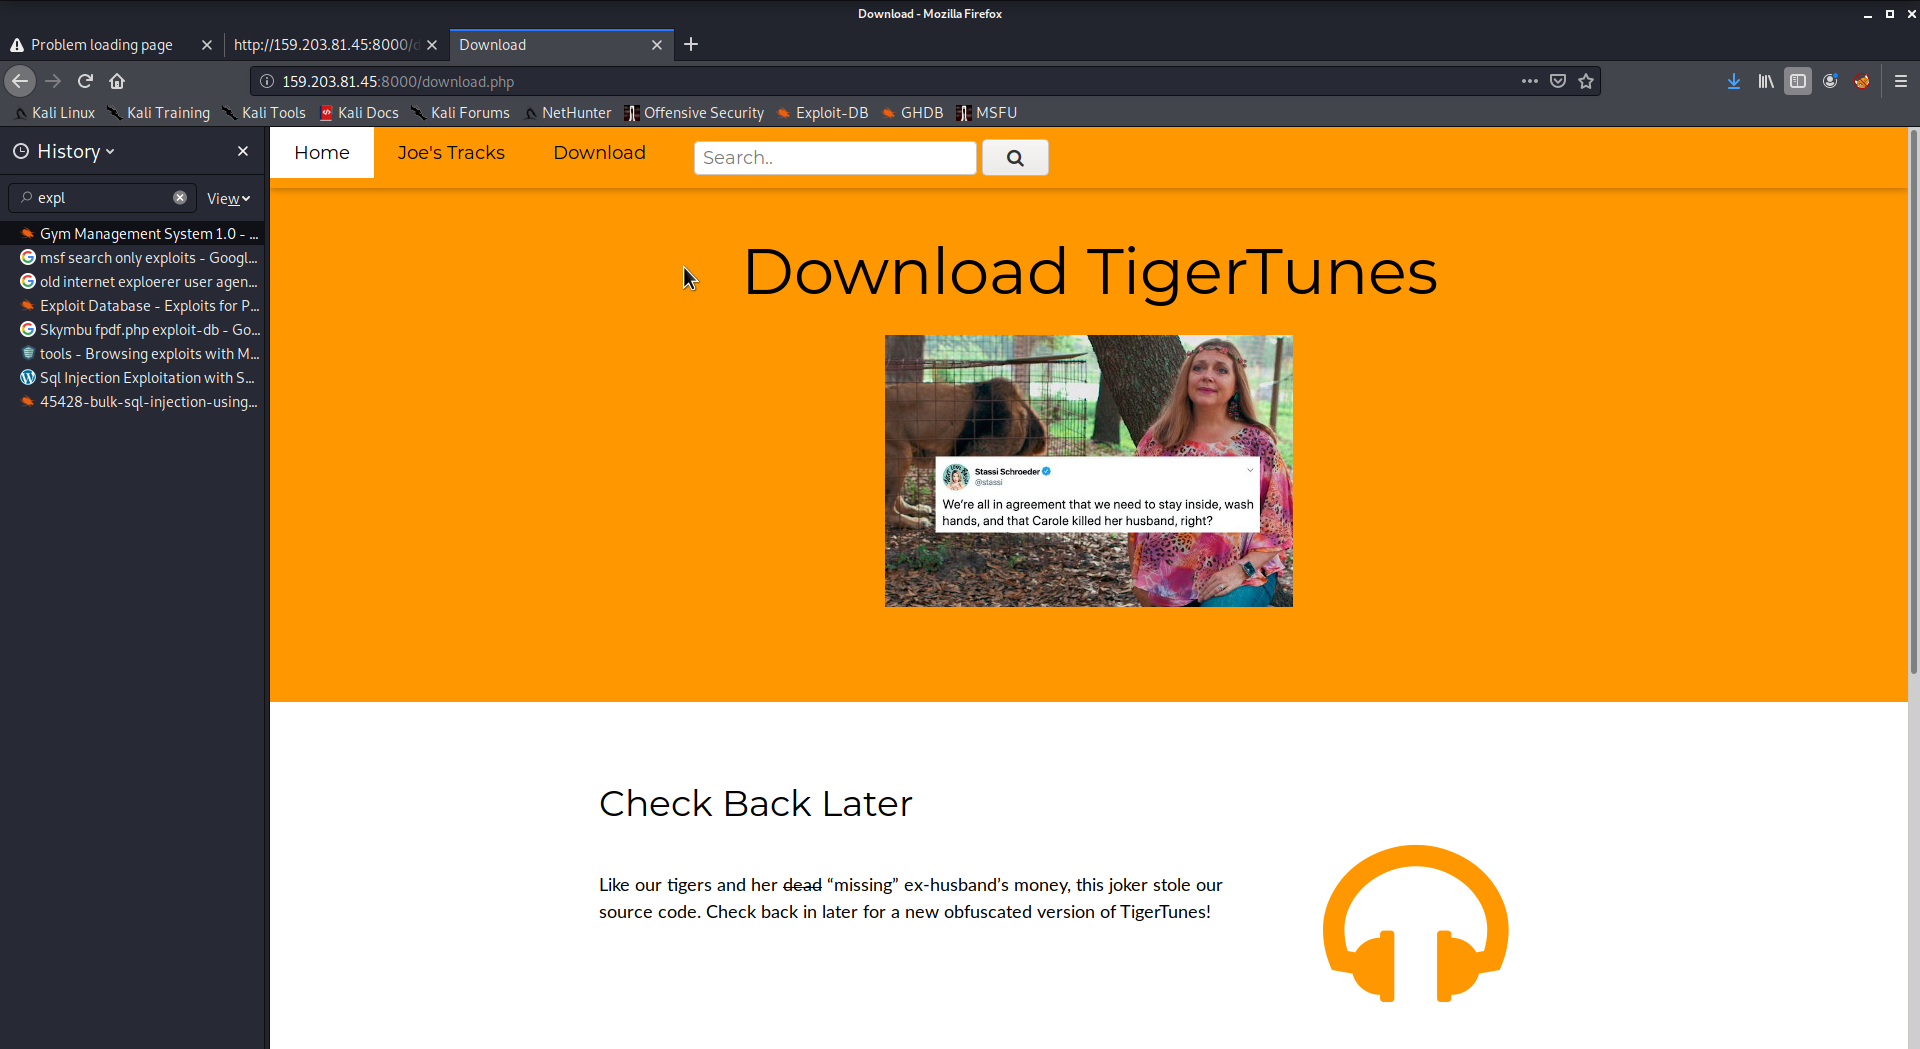 Download - Mozilla Firefox
Problem loading page
http://159.203.81.45:8000/d
Download
159.203.81.45:8000/download.php
Kali Linux
Kali Training
Kali Tools
Kali Docs
Kali Forums
NetHunter
Offensive Security
Exploit-DB
GHDB
MSFU
History
expl
View
Gym Management System 1.0 - ...
msf search only exploits - Googl...
old internet exploerer user agen...
Exploit Database - Exploits for P...
Skymbu fpdf.php exploit-db - Go...
tools - Browsing exploits with M...
Sql Injection Exploitation with S...
45428-bulk-sql-injection-using...
Home
Joe's Tracks
Download
Search..
Download TigerTunes
Stassi Schroeder
@stassi
We're all in agreement that we need to stay inside, wash
hands, and that Carole killed her husband, right?
Check Back Later
Like our tigers and her dead “missing” ex-husband’s money, this joker stole our
source code. Check back in later for a new obfuscated version of TigerTunes!